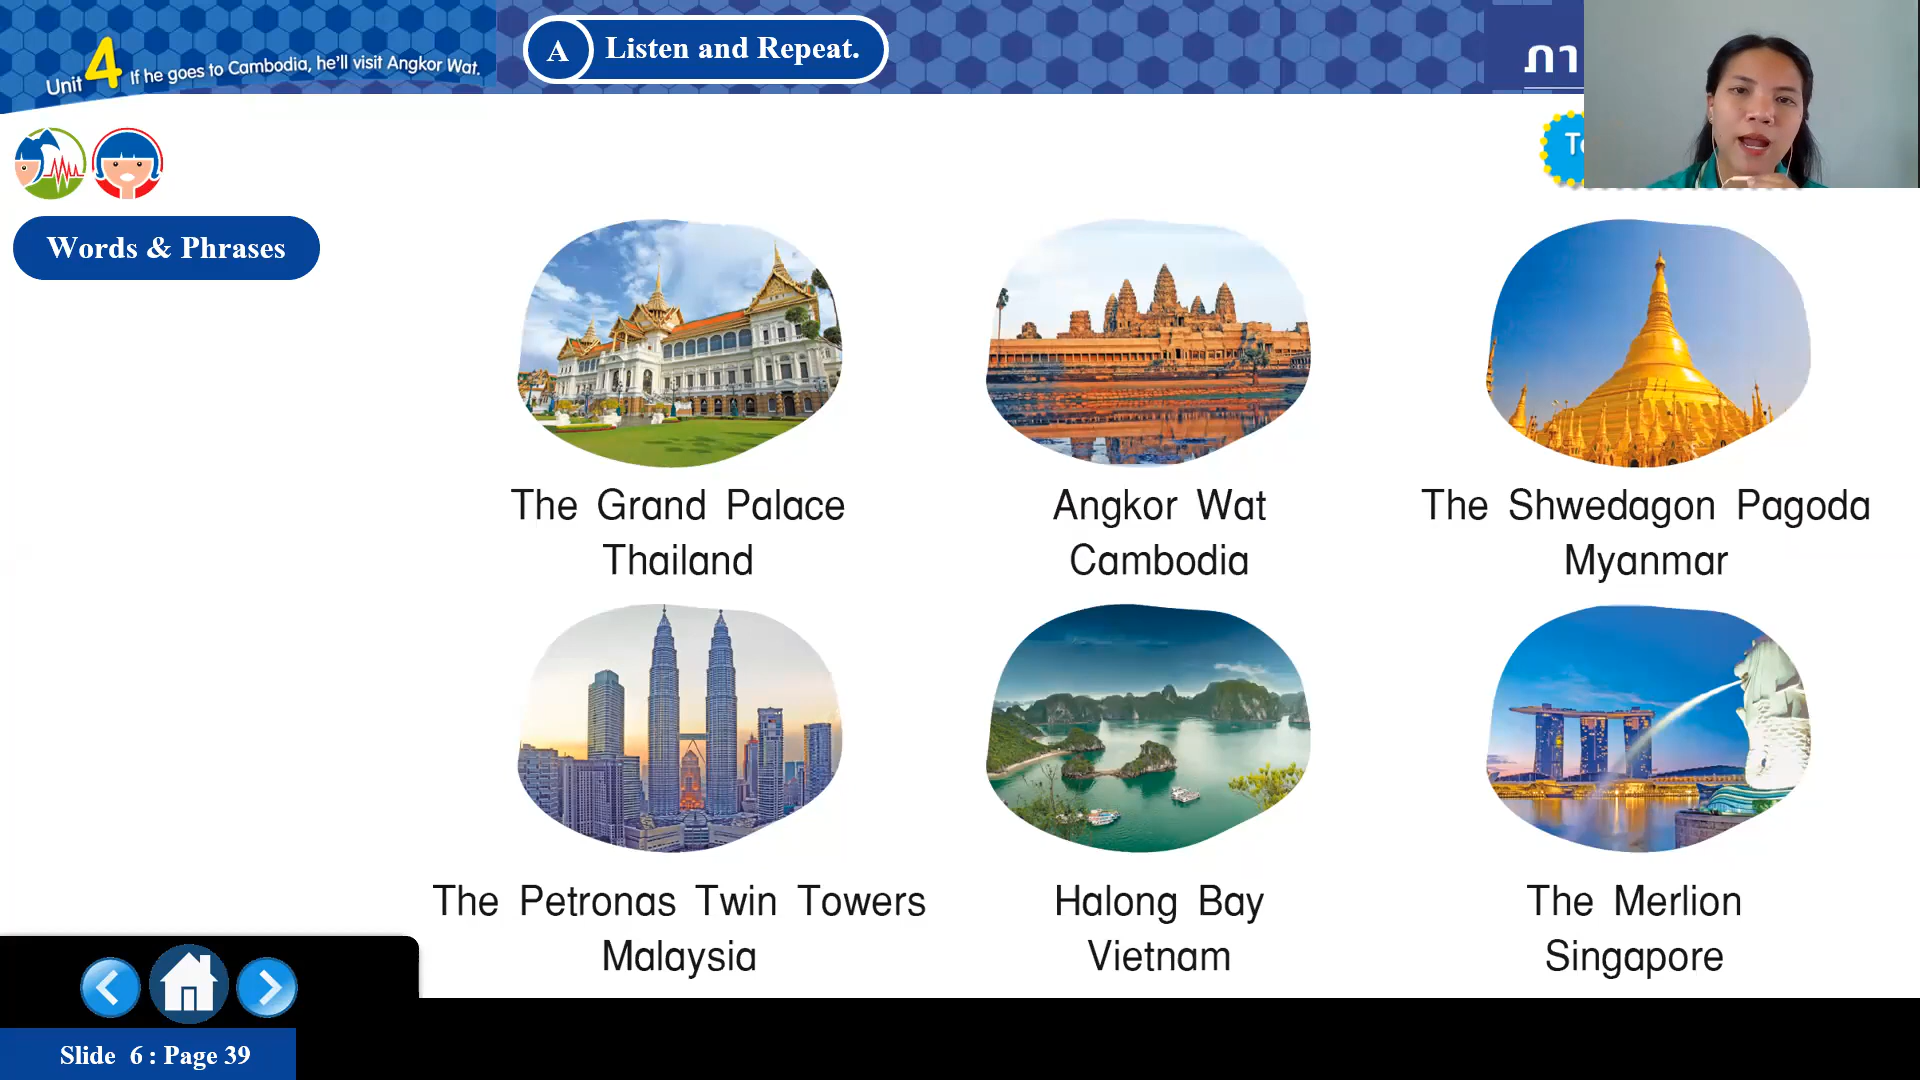 Unit 4 If he goes to Cambodia, he'll visit Angkor Wat.
A Listen and Repeat.
Words & Phrases
The Grand Palace
Thailand
Angkor Wat
Cambodia
The Shwedagon Pagoda
Myanmar
The Petronas Twin Towers
Malaysia
Halong Bay
Vietnam
The Merlion
Singapore
Slide 6 : Page 39